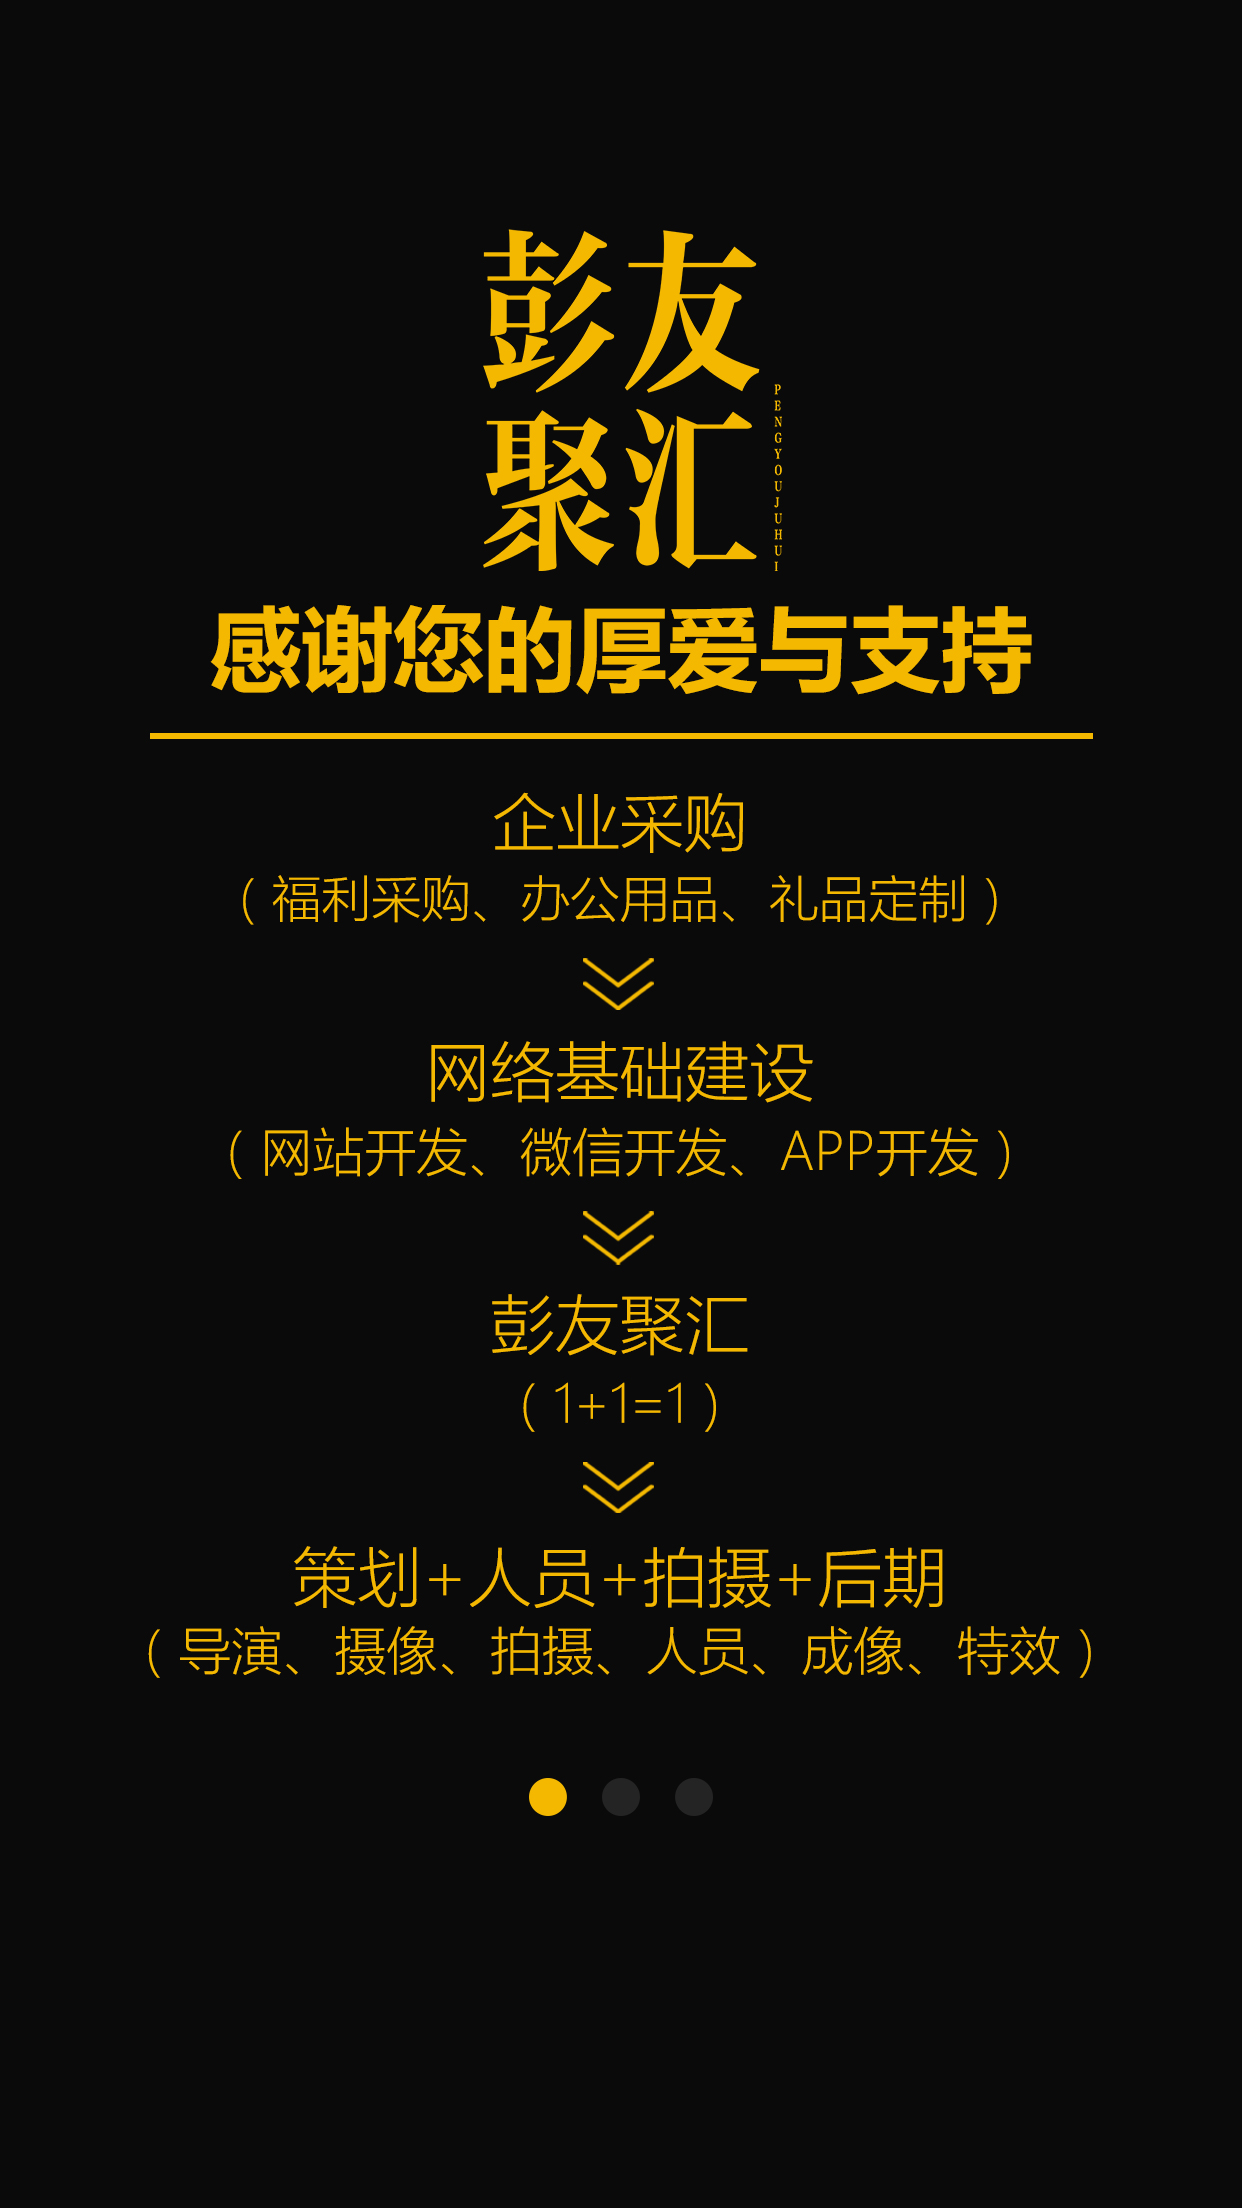 彭友
聚汇
PENGYOUJUHUI
感谢您的厚爱与支持
企业采购
（福利采购、办公用品、礼品定制）
网络基础建设
（网站开发、微信开发、APP开发）
彭友聚汇
（1+1=1）
策划+人员+拍摄+后期
（导演、摄像、拍摄、人员、成像、特效）